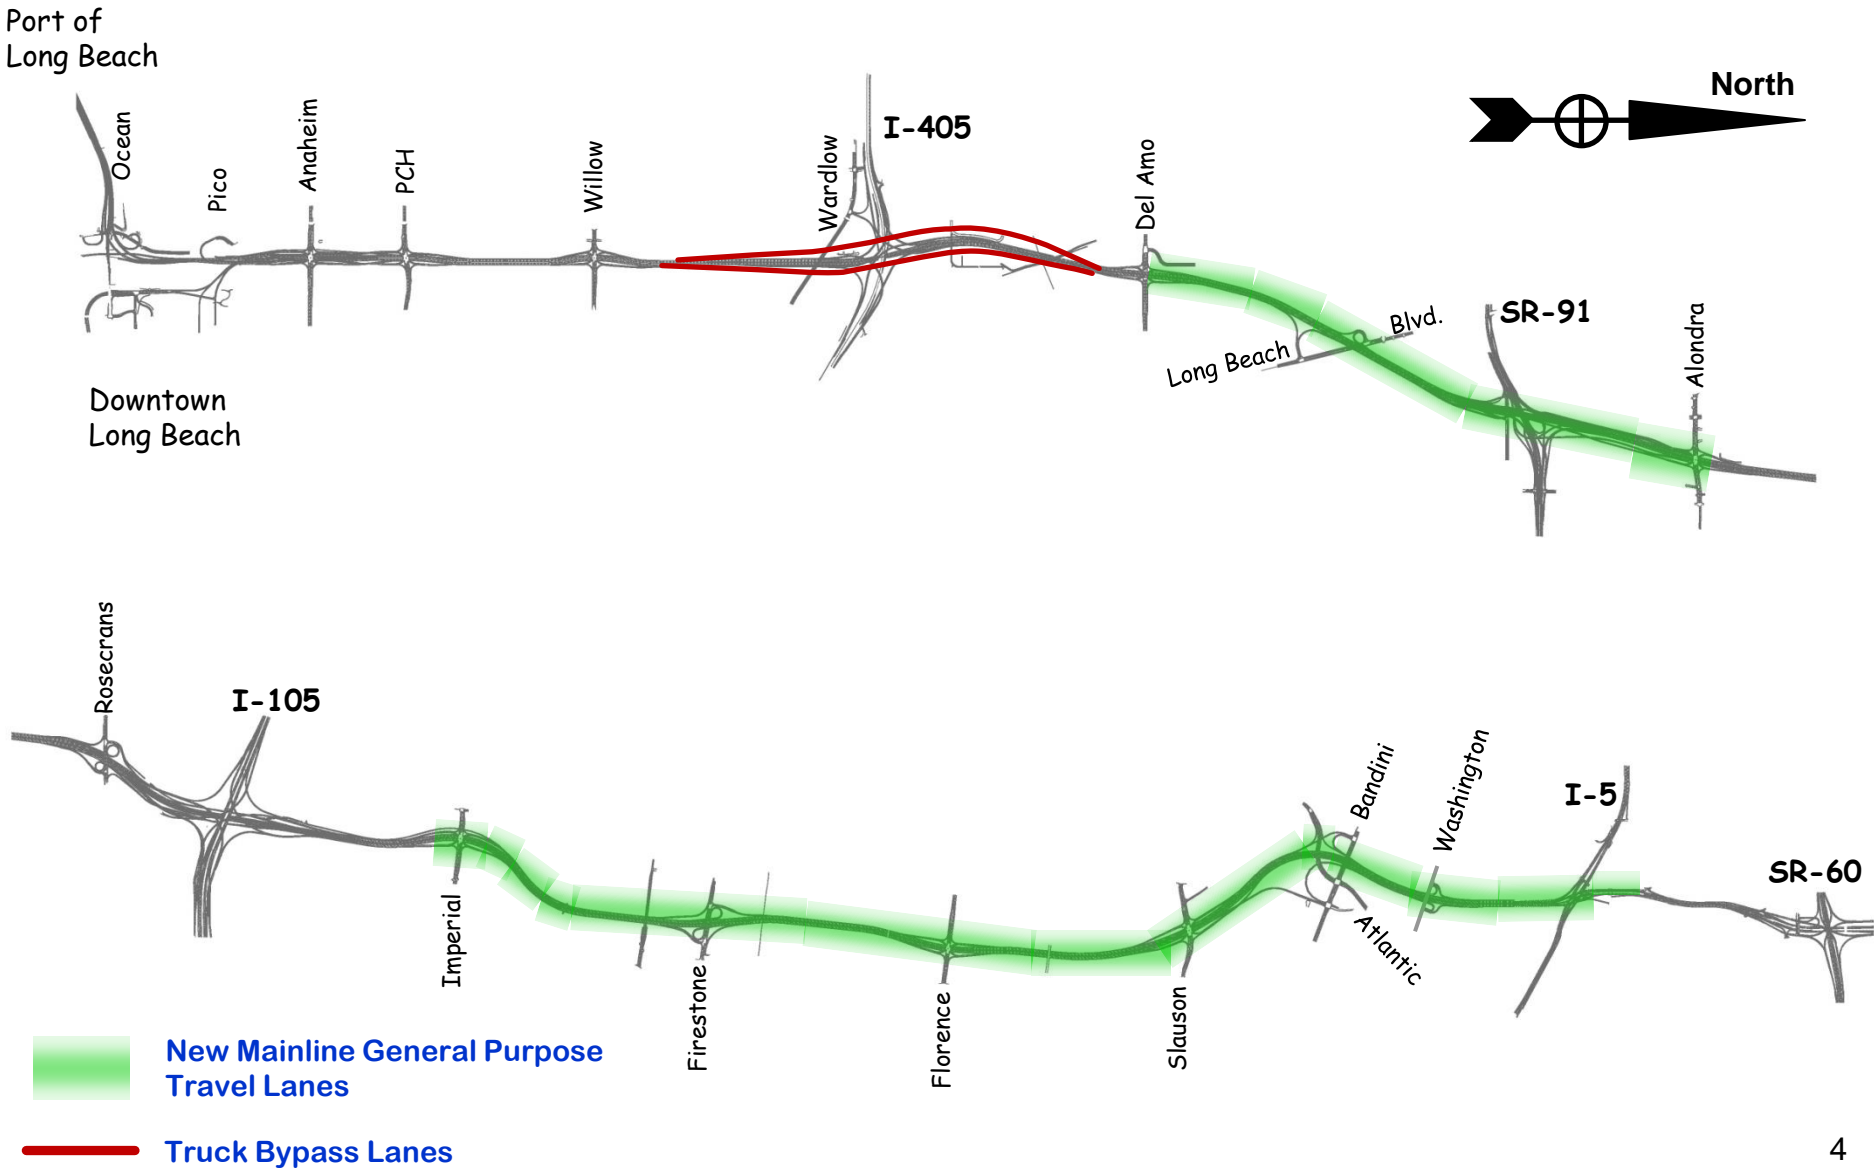 Port of
Long Beach
North
Ocean
Pico
Anaheim
PCH
Willow
Wardlow
I-405
Del Amo
Long Beach
Blvd.
SR-91
Alondra
Downtown
Long Beach
Rosecrans
I-105
Imperial
Firestone
Florence
Slauson
Bandini
Atlantic
Washington
I-5
SR-60
New Mainline General Purpose
Travel Lanes
Truck Bypass Lanes
4